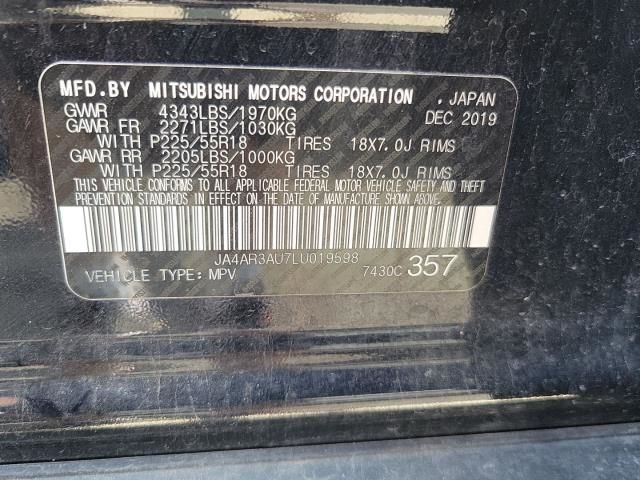 MFD.BY MITSUBISHI MOTORS CORPORATION , JAPAN
GVWR 4343LBS/1970KG DEC 2019
GAWR FR 2271LBS/1030KG
WITH P225/55R18 TIRES 18X7.0J RIMS
GAWR RR 2205LBS/1000KG
WITH P225/55R18 TIRES 18X7.0J RIMS
THIS VEHICLE CONFORMS TO ALL APPLICABLE FEDERAL MOTOR VEHICLE SAFETY AND THEFT
PREVENTION STANDARDS IN EFFECT ON THE DATE OF MANUFACTURE SHOWN ABOVE.
JA4AR3AU7LU019598
VEHICLE TYPE: MPV 7430C 357